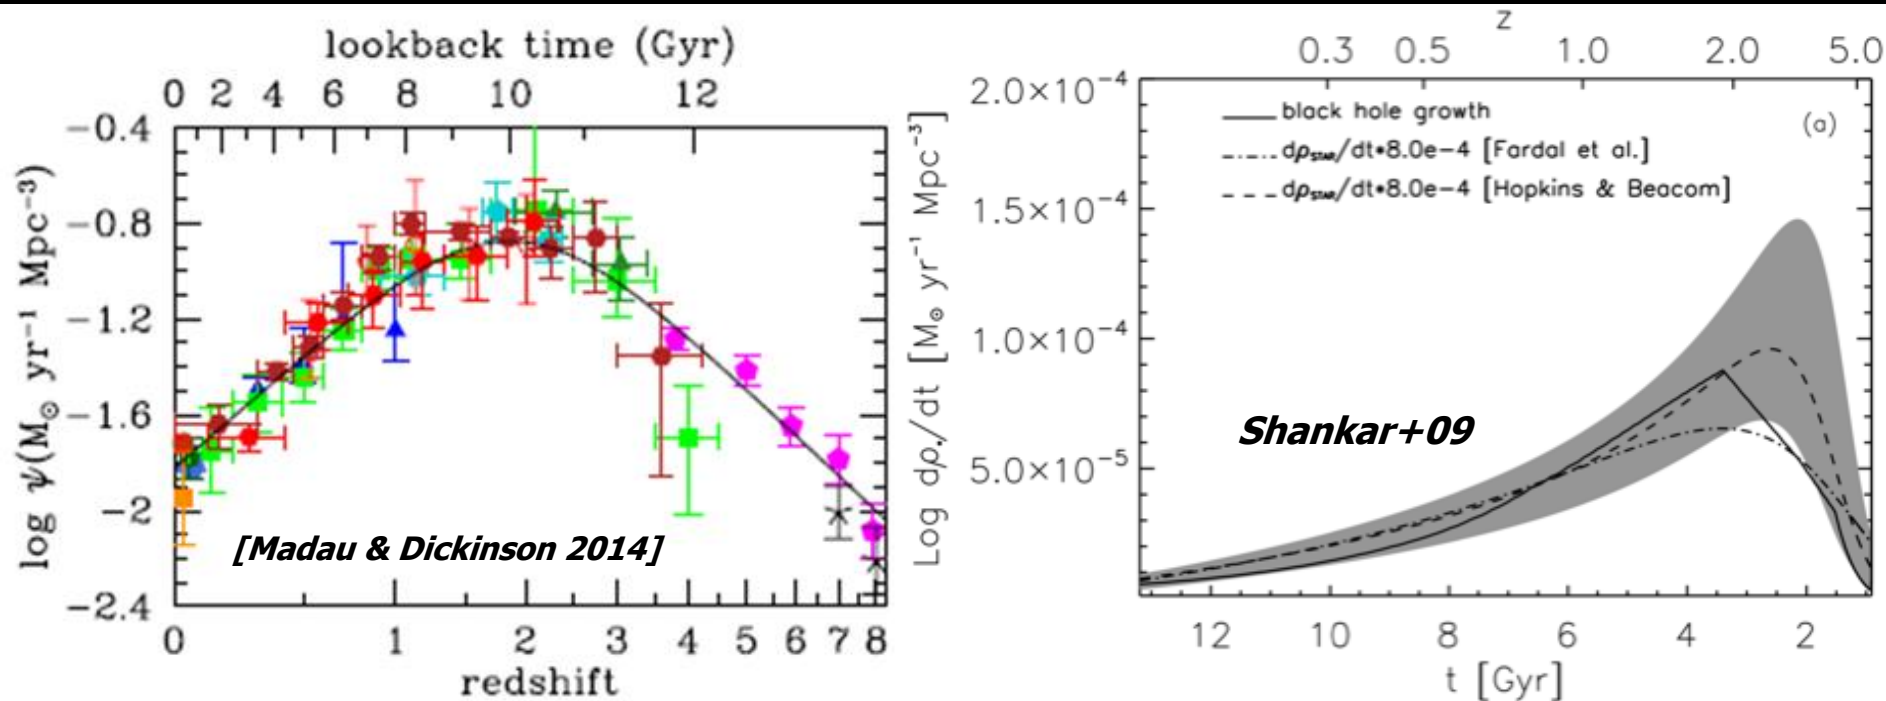 lookback time (Gyr)
0 2 4 6 8 10 12
-0.4
-0.8
-1.2
-1.6
-2
-2.4
log ψ(M⊙ yr⁻¹ Mpc⁻³)
[Madau & Dickinson 2014]
0 1 2 3 4 5 6 7 8
redshift
z
0.3 0.5 1.0 2.0 5.0
2.0×10⁻⁴
1.5×10⁻⁴
1.0×10⁻⁴
5.0×10⁻⁵
Log dρ•/dt [M⊙ yr⁻¹ Mpc⁻³]
black hole growth
(a)
dρSTAR/dt*8.0e-4 [Fardal et al.]
dρSTAR/dt*8.0e-4 [Hopkins & Beacom]
Shankar+09
12 10 8 6 4 2
t [Gyr]